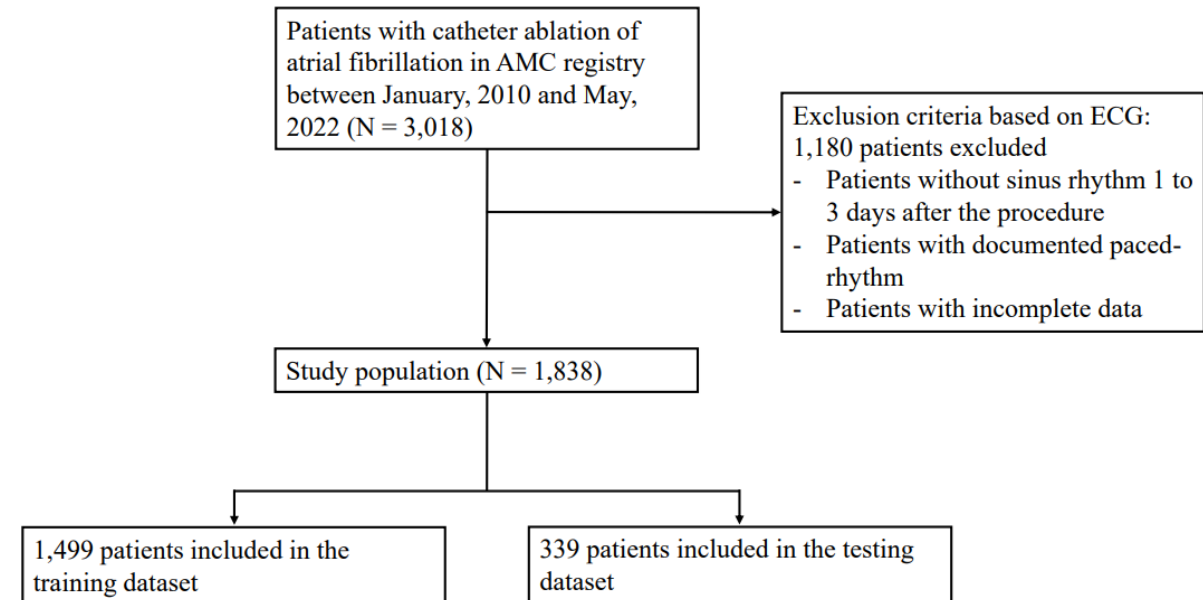 Patients with catheter ablation of
atrial fibrillation in AMC registry
between January, 2010 and May,
2022 (N = 3,018)
Exclusion criteria based on ECG:
1,180 patients excluded
- Patients without sinus rhythm 1 to
3 days after the procedure
- Patients with documented paced-
rhythm
- Patients with incomplete data
Study population (N = 1,838)
1,499 patients included in the
training dataset
339 patients included in the testing
dataset